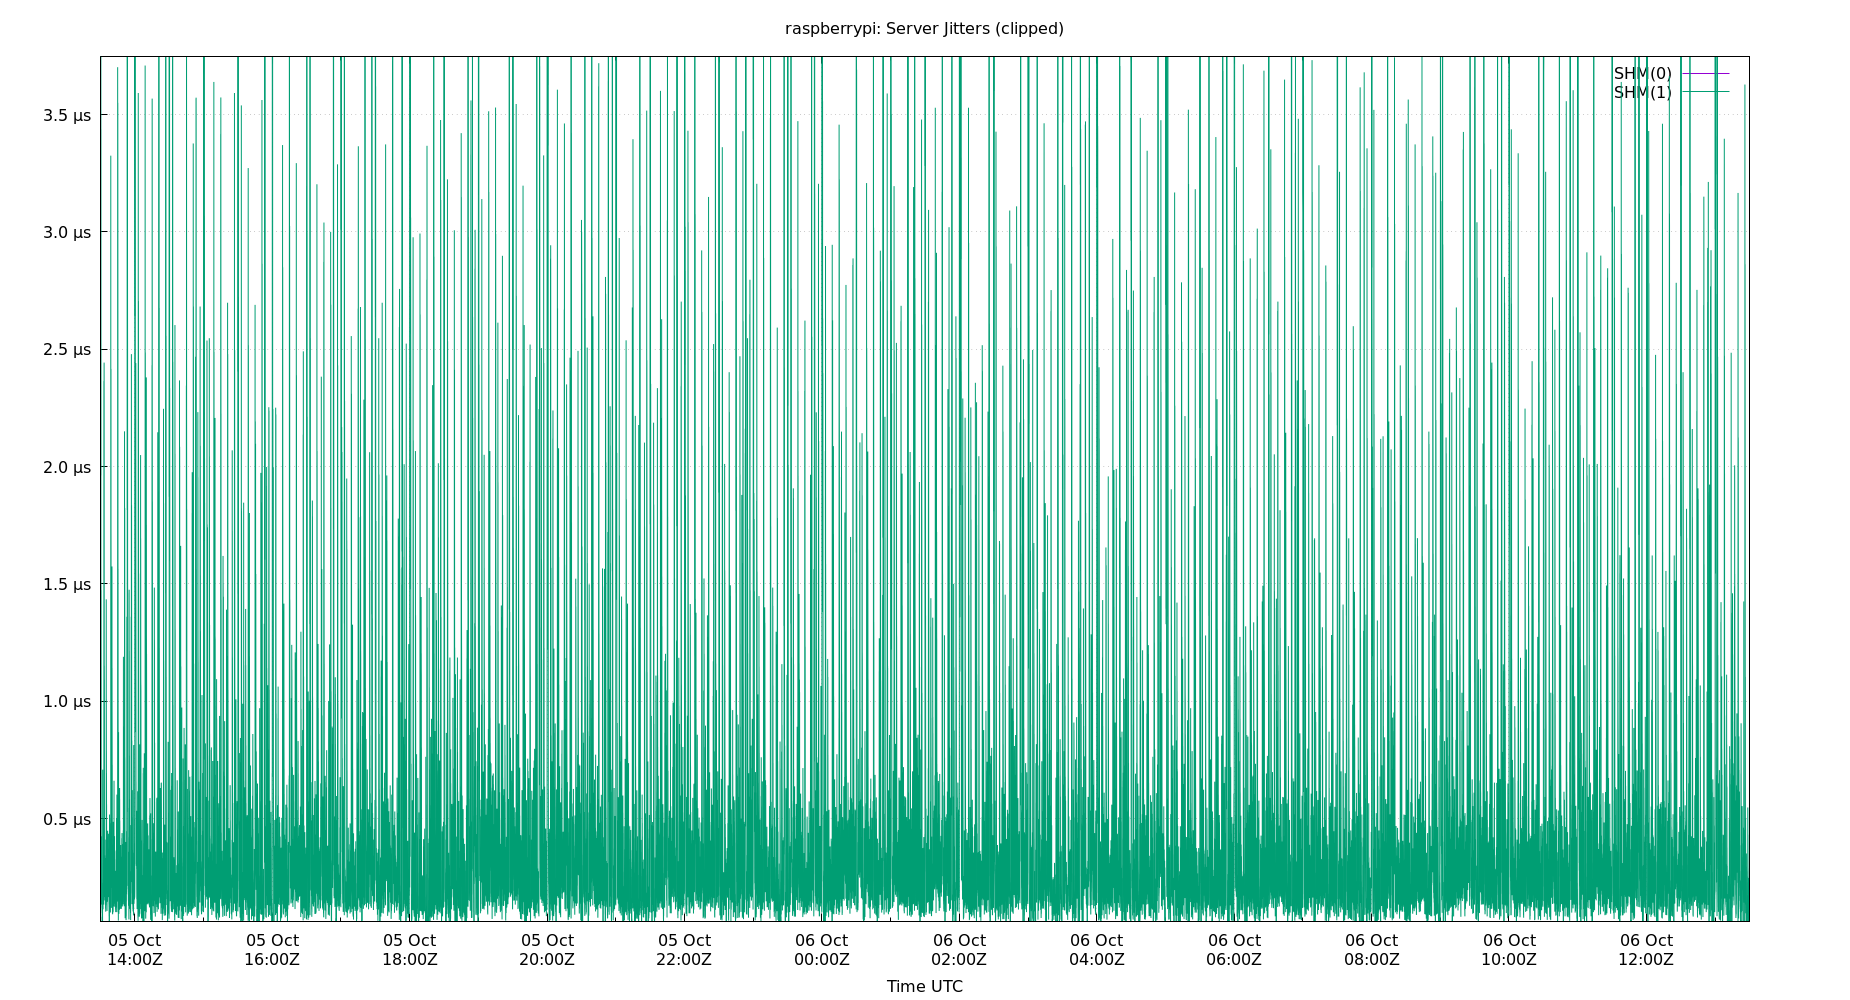 raspberrypi: Server Jitters (clipped)
SHM(0)
SHM(1)
3.5 µs
3.0 µs
2.5 µs
2.0 µs
1.5 µs
1.0 µs
0.5 µs
05 Oct 05 Oct 05 Oct 05 Oct 05 Oct 06 Oct 06 Oct 06 Oct 06 Oct 06 Oct 06 Oct 06 Oct
14:00Z 16:00Z 18:00Z 20:00Z 22:00Z 00:00Z 02:00Z 04:00Z 06:00Z 08:00Z 10:00Z 12:00Z
Time UTC